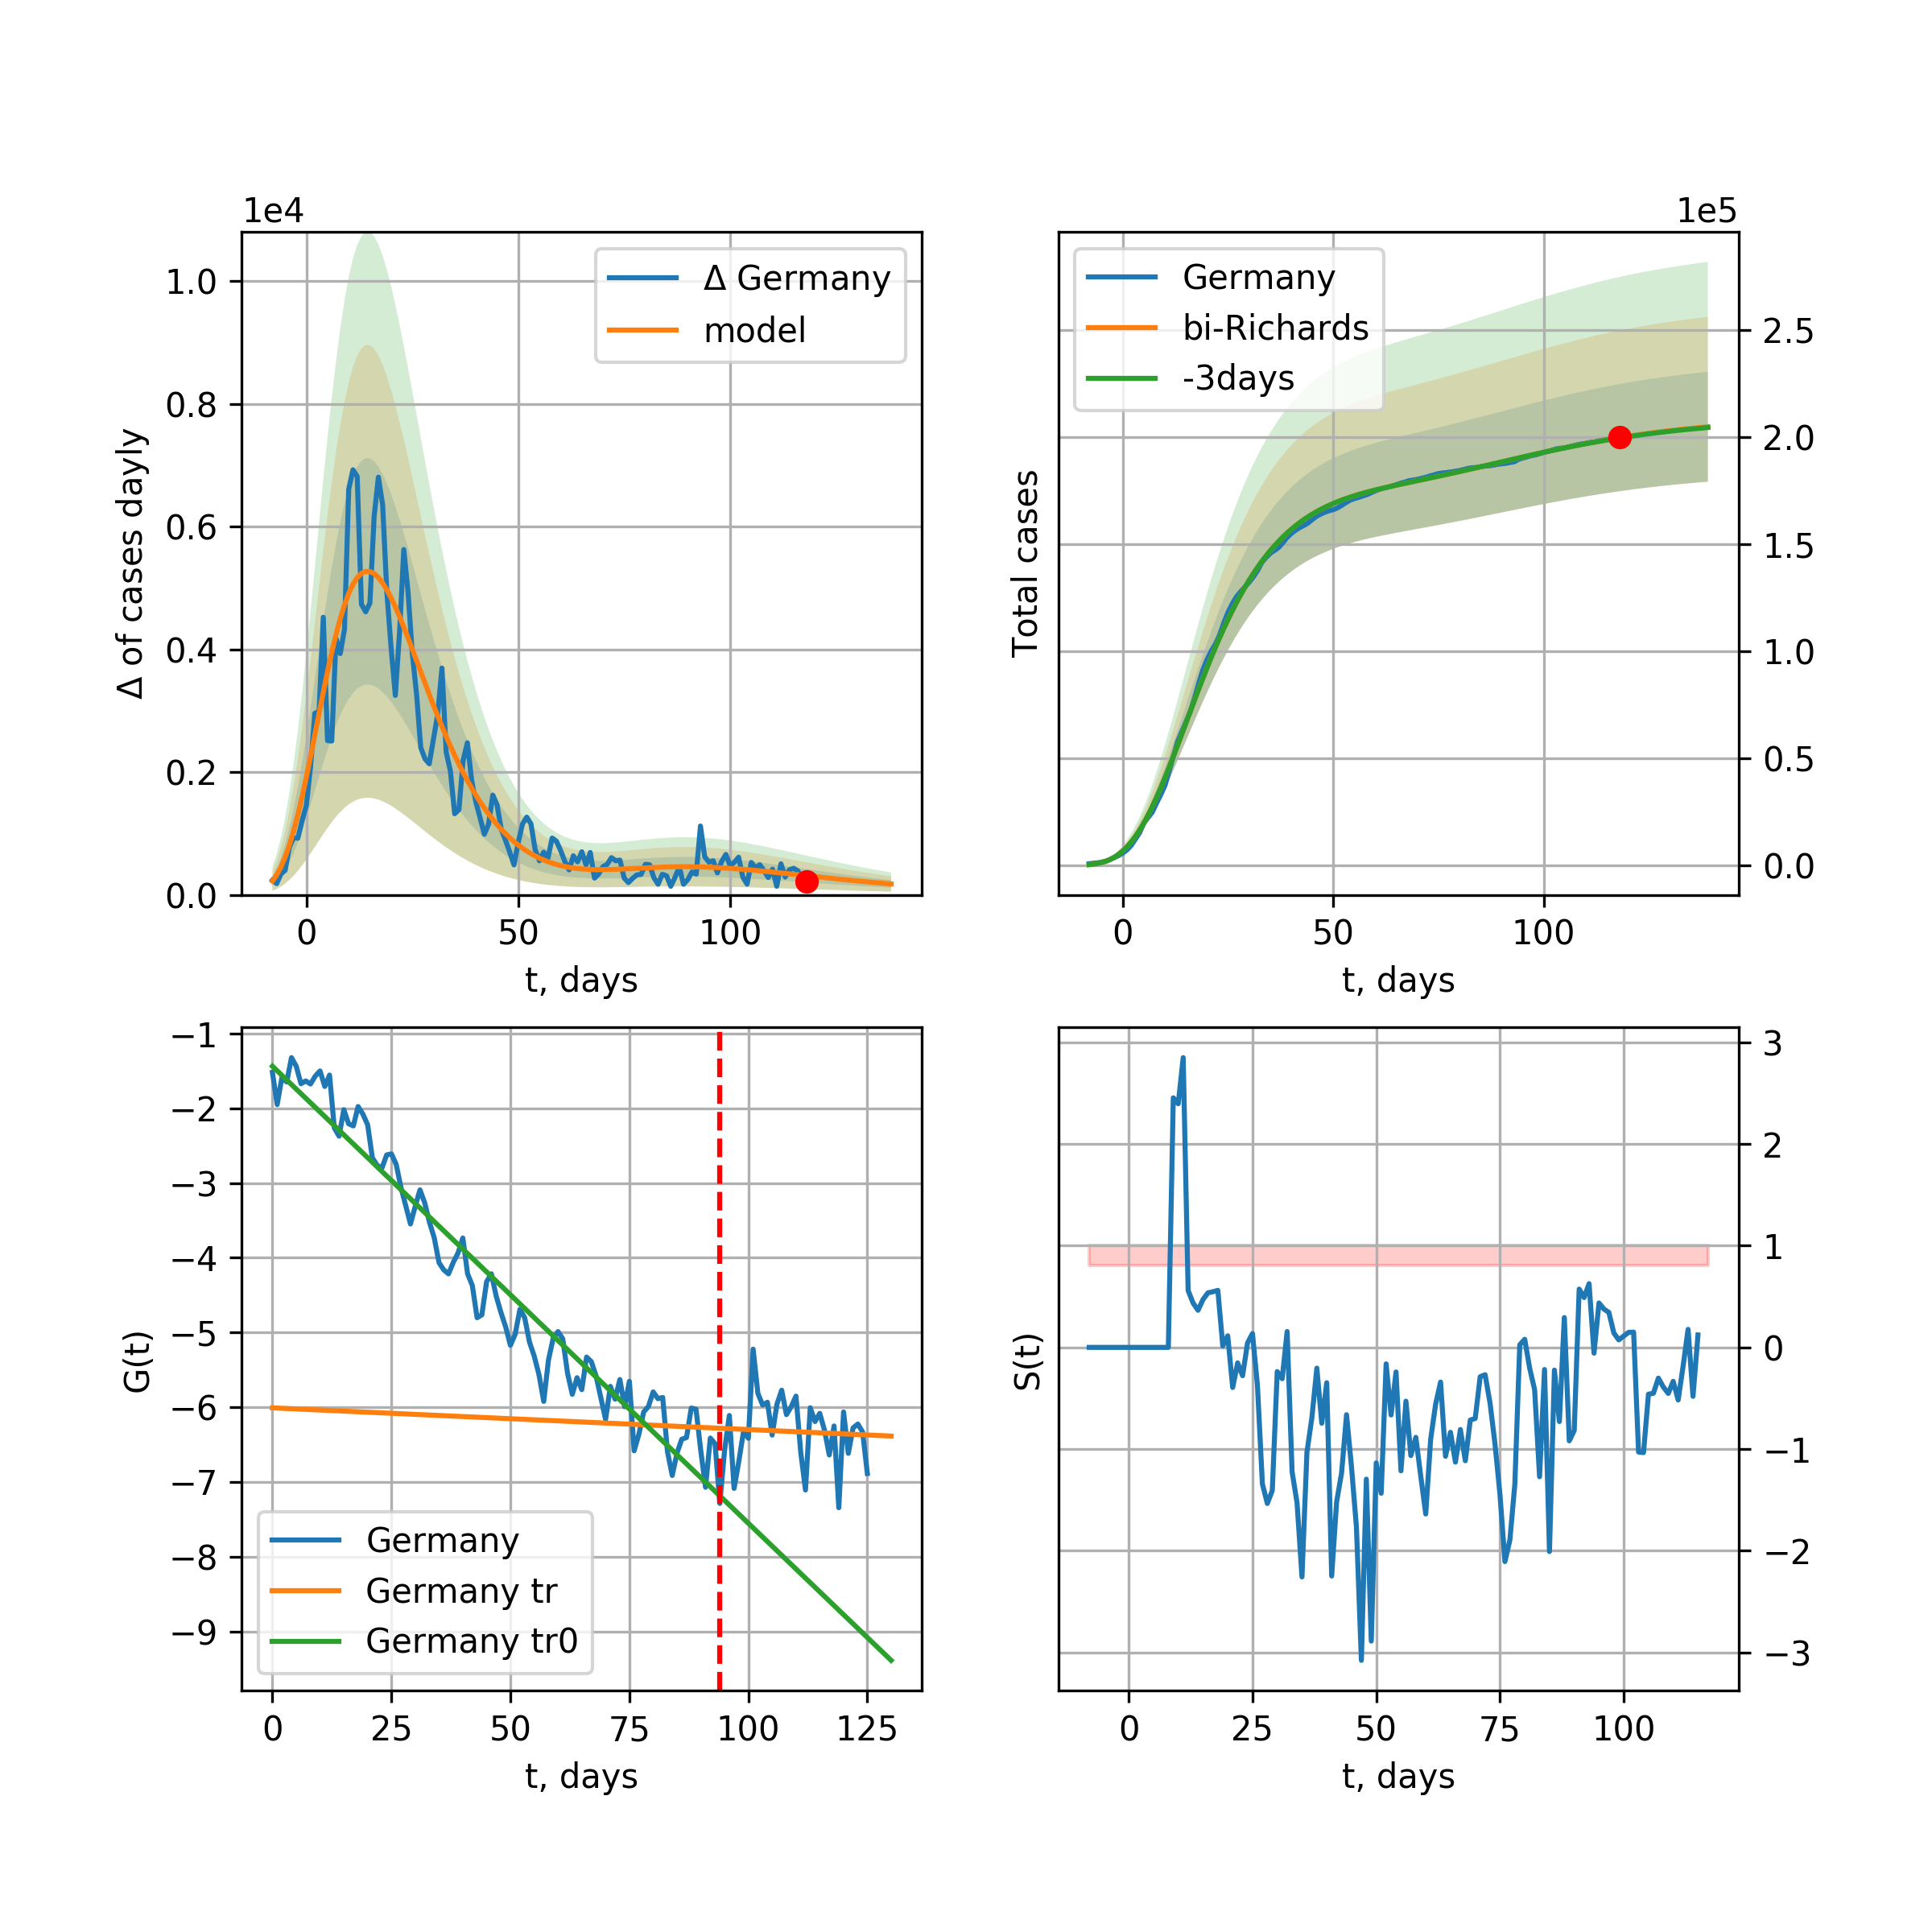 1e4
Δ of cases dayly
1.0
0.8
0.6
0.4
0.2
0.0
0 50 100
t, days
Δ Germany
model
1e5
Total cases
2.5
2.0
1.5
1.0
0.5
0.0
0 50 100
t, days
Germany
bi-Richards
-3days
G(t)
−1
−2
−3
−4
−5
−6
−7
−8
−9
0 25 50 75 100 125
t, days
Germany
Germany tr
Germany tr0
S(t)
3
2
1
0
−1
−2
−3
0 25 50 75 100
t, days